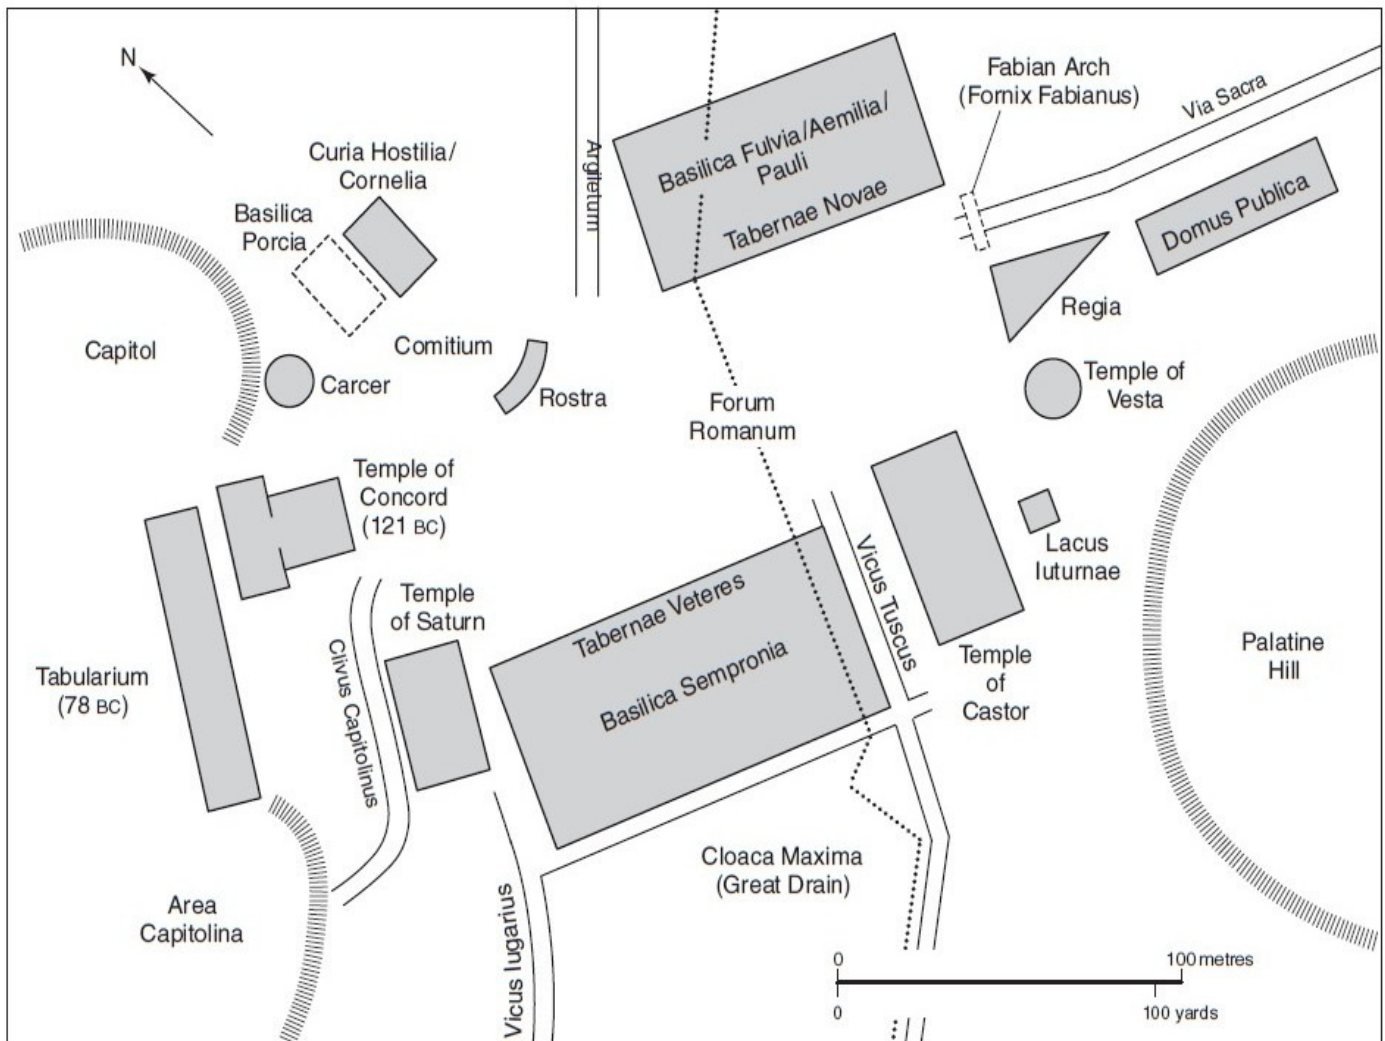 N
Fabian Arch
(Fornix Fabianus)
Via Sacra
Curia Hostilia/
Cornelia
Argiletum
Basilica Fulvia/Aemilia/
Pauli
Tabernae Novae
Domus Publica
Basilica
Porcia
Regia
Capitol
Comitium
Carcer
Rostra
Forum
Romanum
Temple of
Vesta
Temple of
Concord
(121 BC)
Lacus
Iuturnae
Vicus Tuscus
Temple
of Saturn
Tabernae Veteres
Basilica Sempronia
Clivus Capitolinus
Tabularium
(78 BC)
Temple
of
Castor
Palatine
Hill
Cloaca Maxima
(Great Drain)
Area
Capitolina
Vicus Iugarius
0 100 metres
0 100 yards